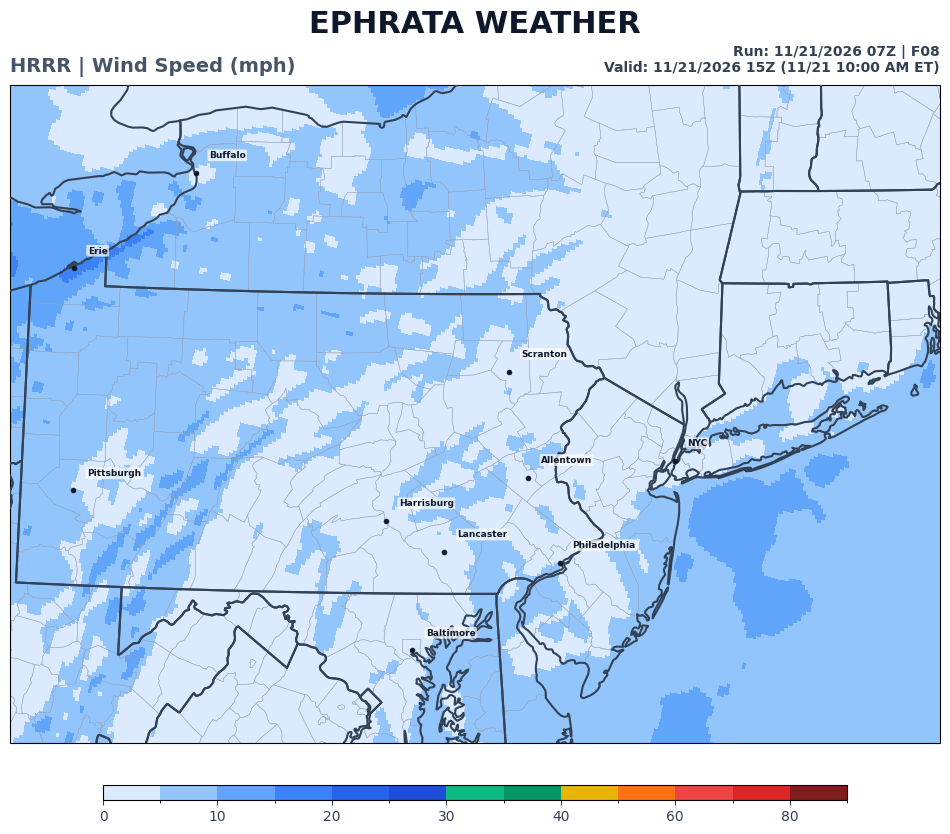 EPHRATA WEATHER
HRRR | Wind Speed (mph)
Run: 11/21/2026 07Z | F08
Valid: 11/21/2026 15Z (11/21 10:00 AM ET)
Buffalo
Erie
Scranton
NYC
Allentown
Pittsburgh
Harrisburg
Lancaster
Philadelphia
Baltimore
0 10 20 30 40 50 60 70 80